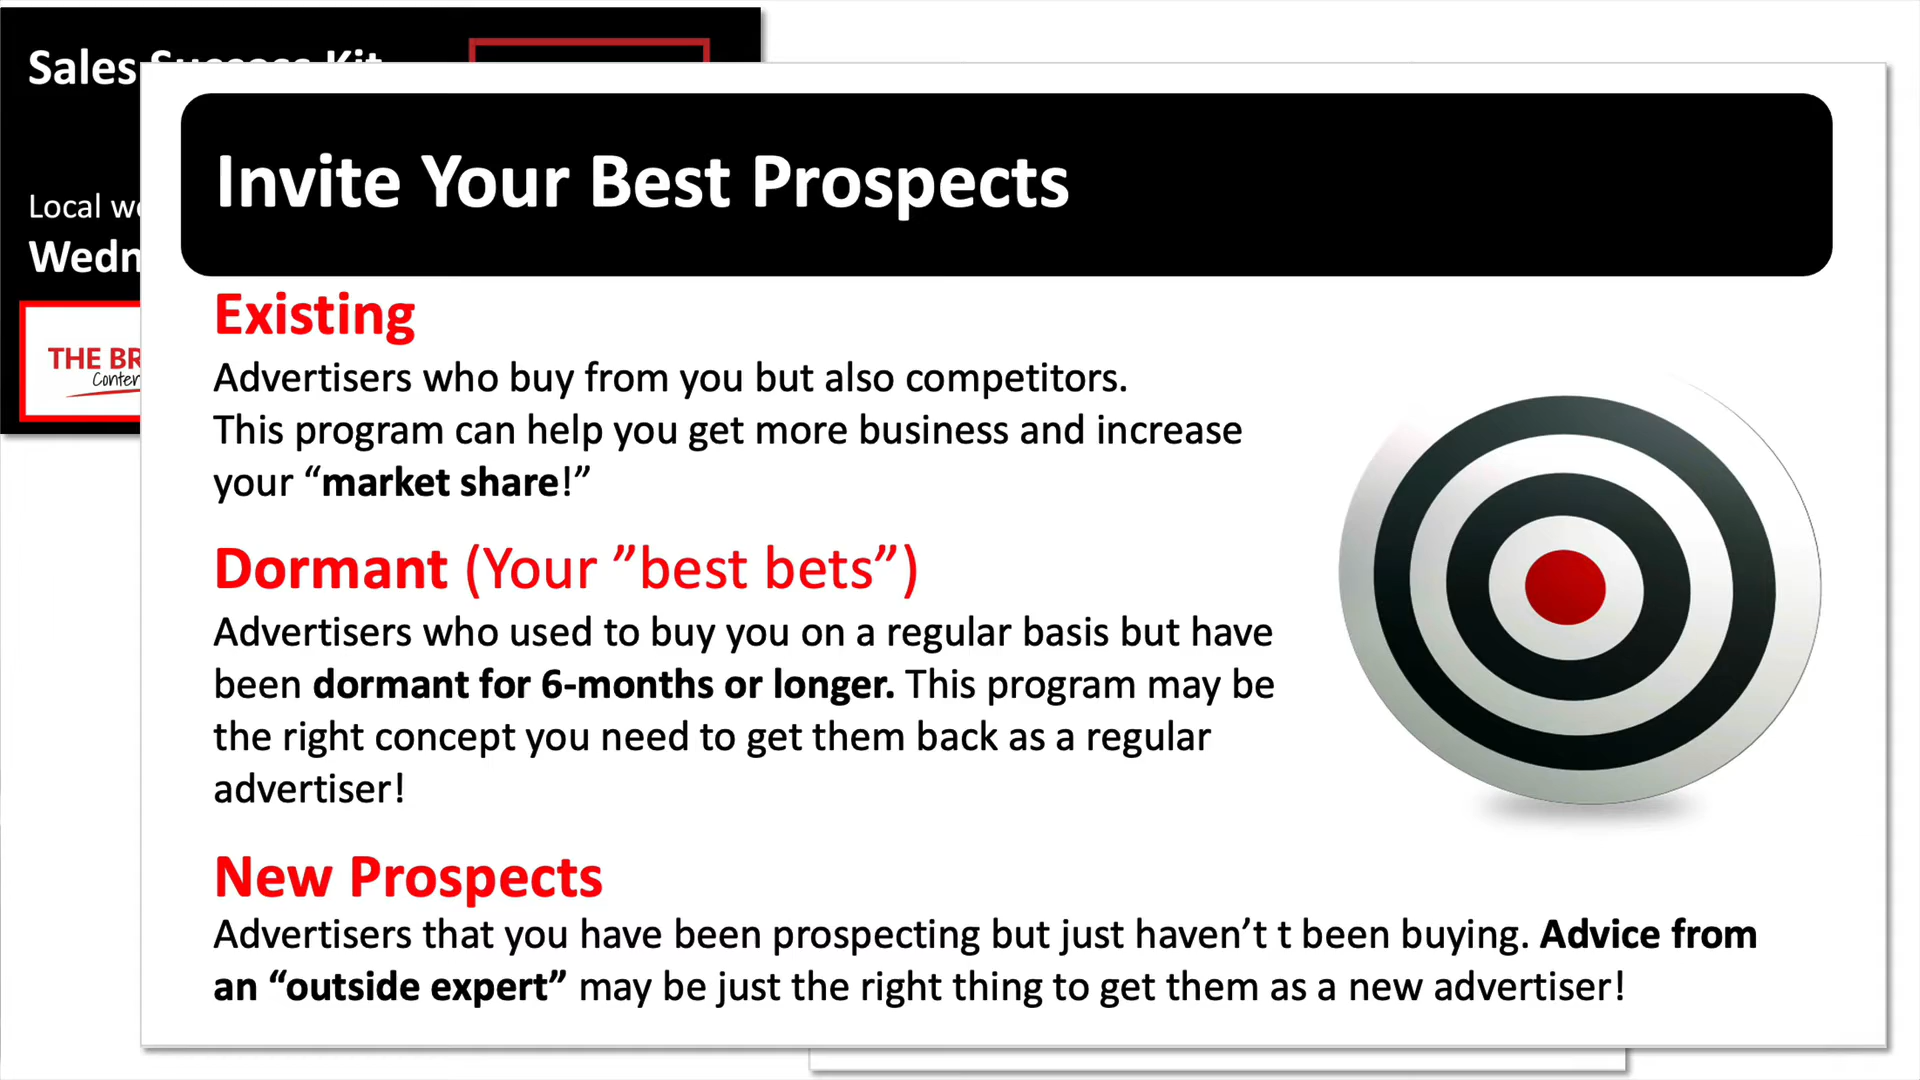 Sales Success Kit
Local
THE
Invite Your Best Prospects
Existing
Advertisers who buy from you but also competitors.
This program can help you get more business and increase
your “market share!”
Dormant (Your ”best bets”)
Advertisers who used to buy you on a regular basis but have
been dormant for 6-months or longer. This program may be
the right concept you need to get them back as a regular
advertiser!
New Prospects
Advertisers that you have been prospecting but just haven’t t been buying. Advice from
an “outside expert” may be just the right thing to get them as a new advertiser!